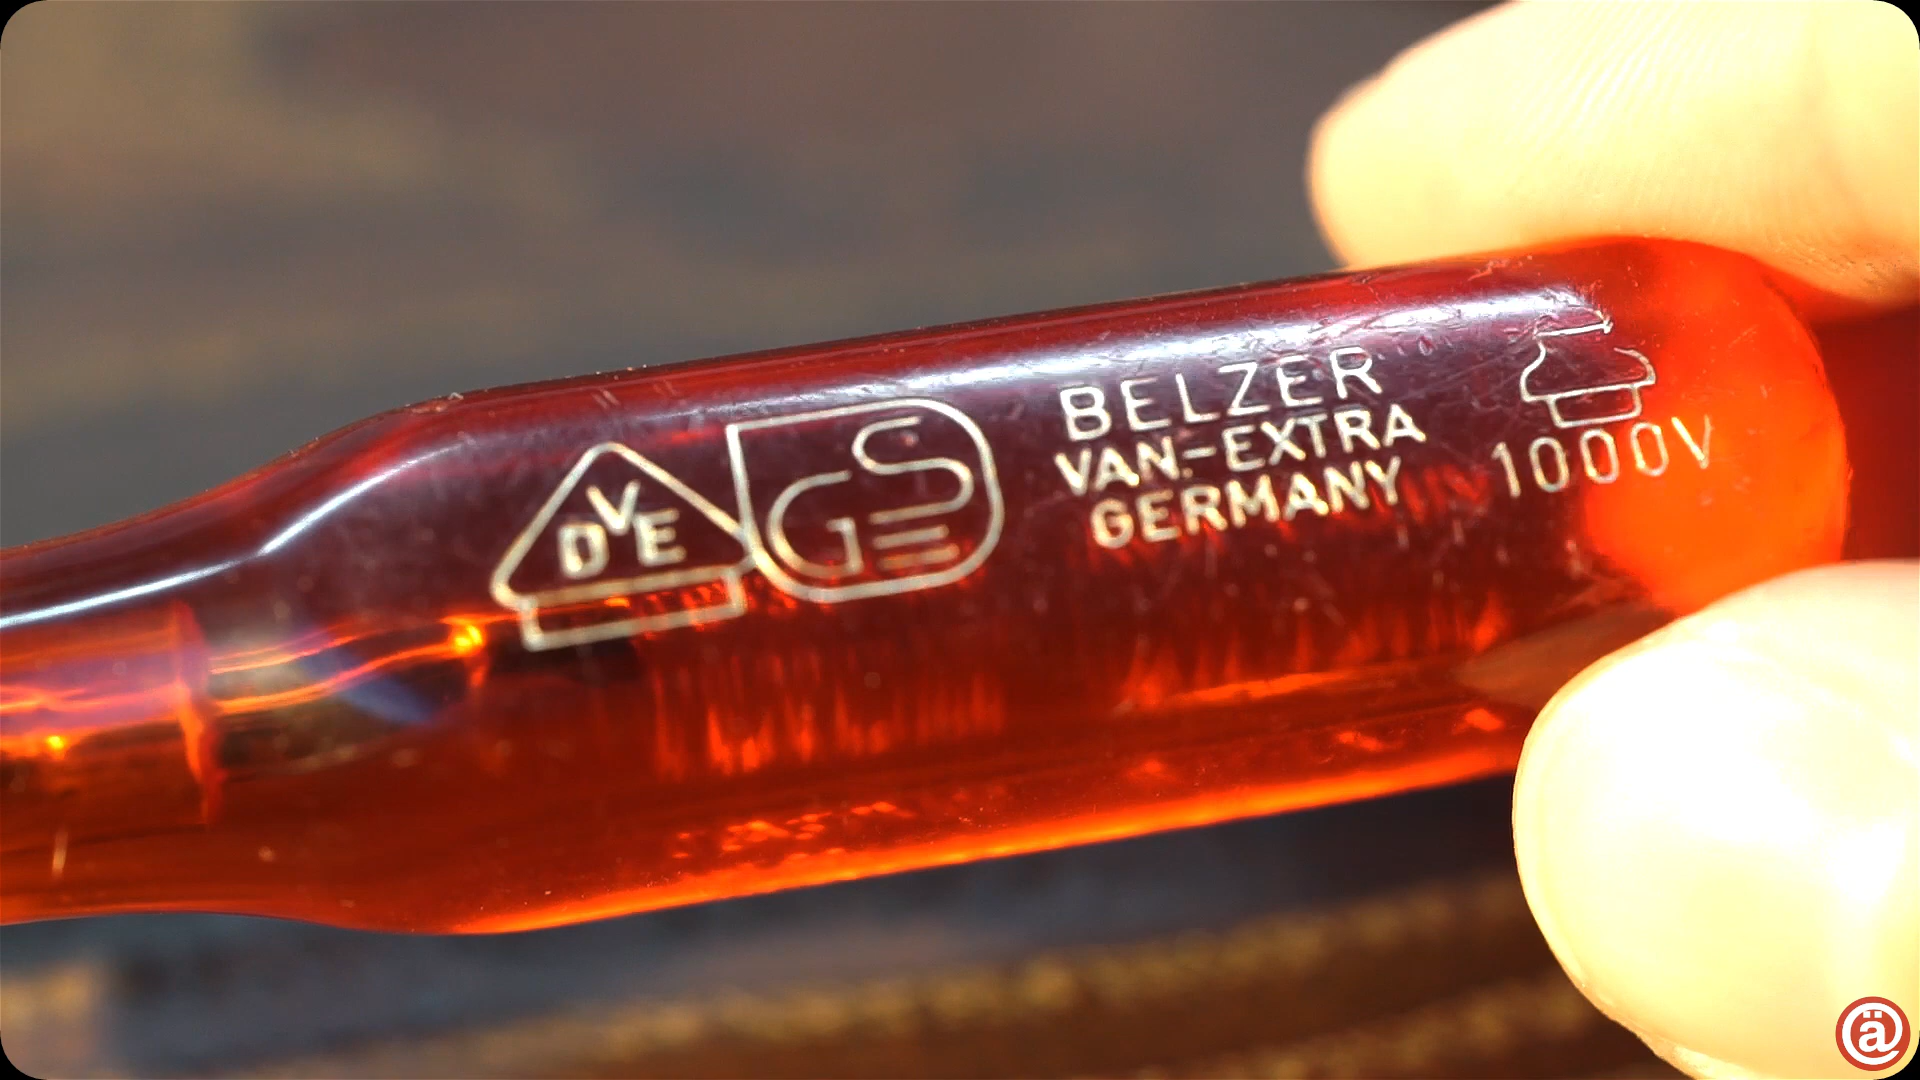 DVE
GS
BELZER
VAN.-EXTRA
GERMANY
1000V
ä